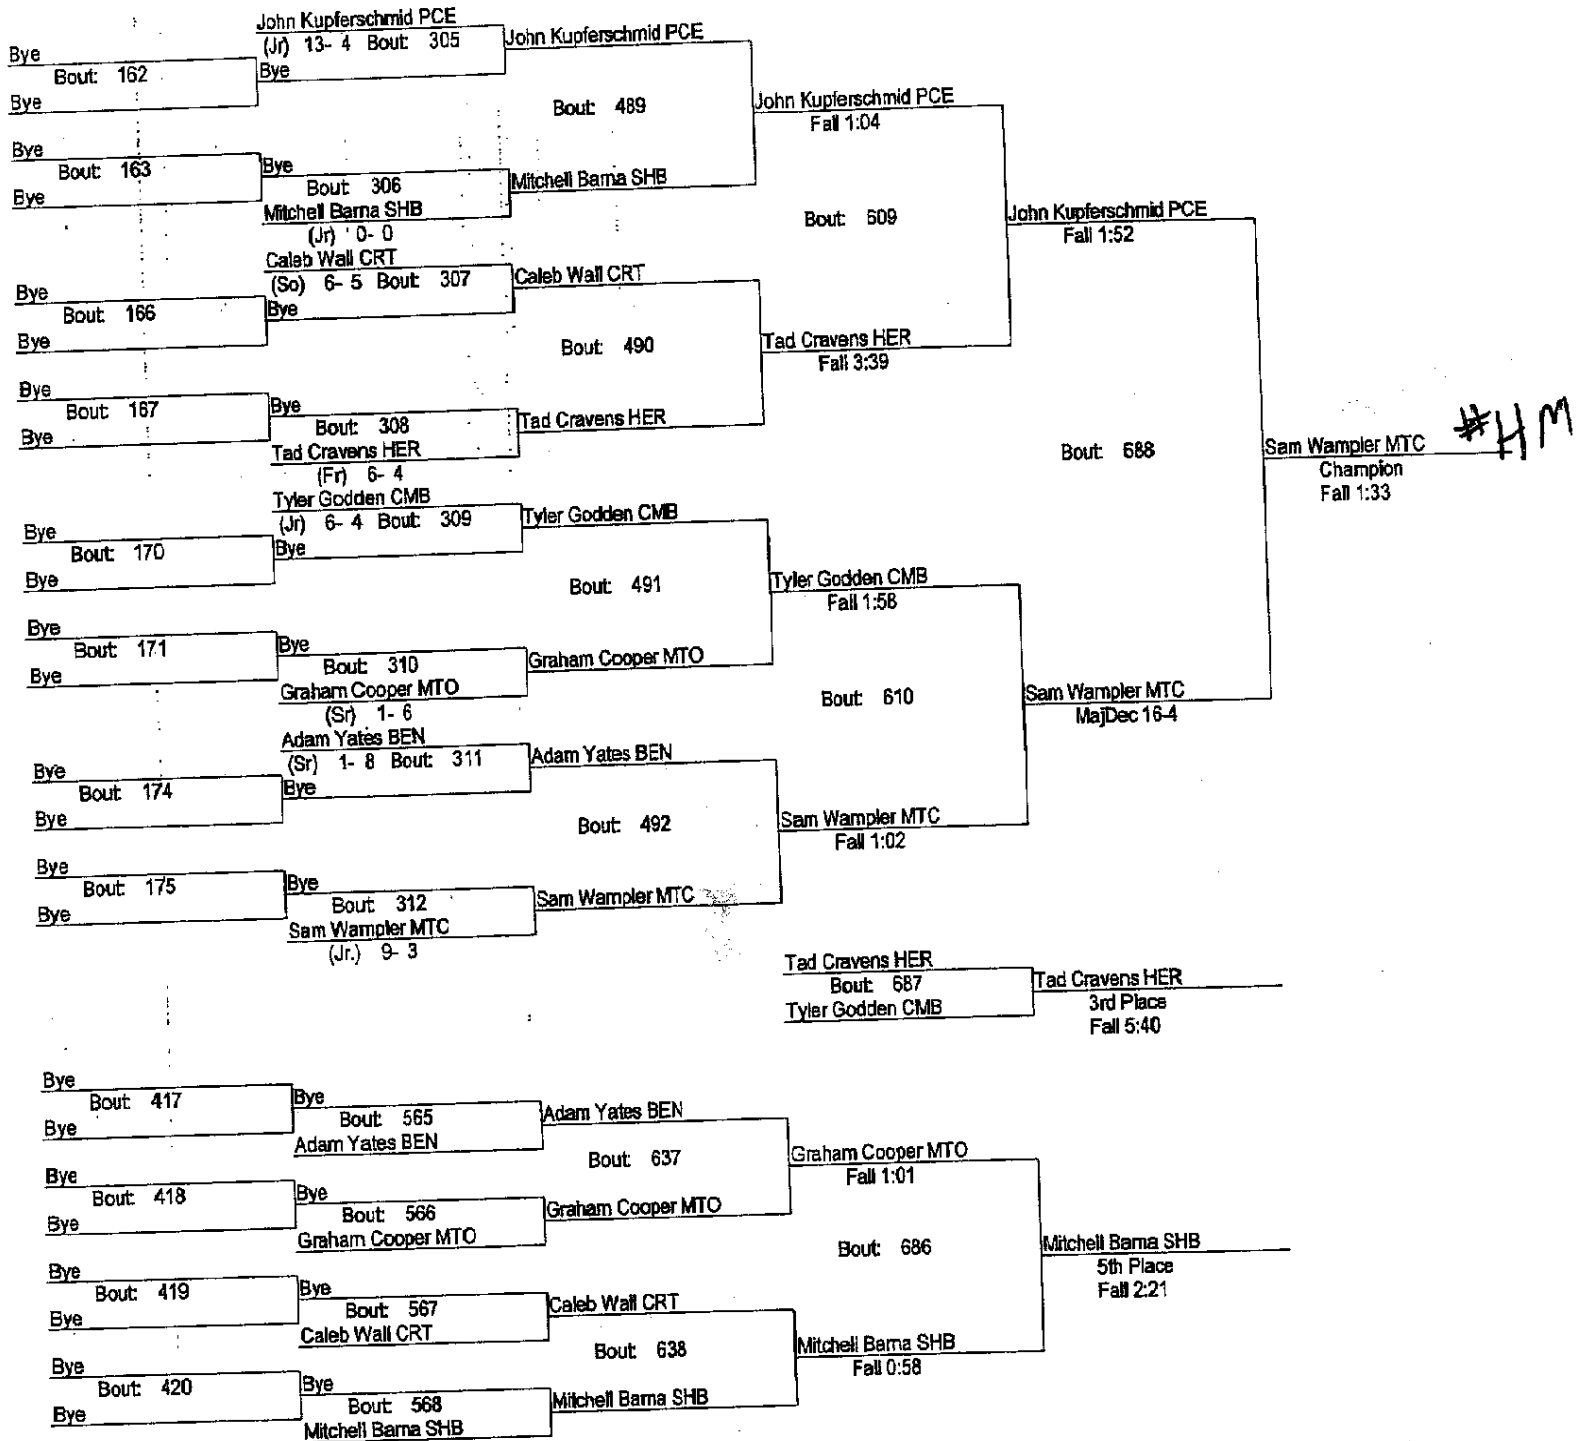 John Kupferschmid PCE
(Jr) 13- 4 Bout: 305
John Kupferschmid PCE
Bye
Bout: 162
Bye
Bye
Bout: 489
John Kupferschmid PCE
Fall 1:04
Bye
Bout: 163
Bye
Bye
Bout: 306
Mitchell Barna SHB
Mitchell Barna SHB
(Jr) 0- 0
Bout: 609
John Kupferschmid PCE
Fall 1:52
Caleb Wall CRT
(So) 6- 5 Bout: 307
Caleb Wall CRT
Bye
Bout: 166
Bye
Bye
Bout: 490
Tad Cravens HER
Fall 3:39
Bye
Bout: 167
Bye
Bye
Bout: 308
Tad Cravens HER
Tad Cravens HER
(Fr) 6- 4
Bout: 688
Sam Wampler MTC
Champion
Fall 1:33
#HM
Tyler Godden CMB
(Jr) 6- 4 Bout: 309
Tyler Godden CMB
Bye
Bout: 170
Bye
Bye
Bout: 491
Tyler Godden CMB
Fall 1:58
Bye
Bout: 171
Bye
Bye
Bout: 310
Graham Cooper MTO
Graham Cooper MTO
(Sr) 1- 6
Bout: 610
Sam Wampler MTC
MajDec 16-4
Adam Yates BEN
(Sr) 1- 8 Bout: 311
Adam Yates BEN
Bye
Bout: 174
Bye
Bye
Bout: 492
Sam Wampler MTC
Fall 1:02
Bye
Bout: 175
Bye
Bye
Bout: 312
Sam Wampler MTC
Sam Wampler MTC
(Jr.) 9- 3
Tad Cravens HER
Bout: 687
Tyler Godden CMB
Tad Cravens HER
3rd Place
Fall 5:40
Bye
Bout: 417
Bye
Bye
Bout: 565
Adam Yates BEN
Adam Yates BEN
Bout: 637
Graham Cooper MTO
Fall 1:01
Bye
Bout: 418
Bye
Bye
Bout: 566
Graham Cooper MTO
Graham Cooper MTO
Bout: 686
Mitchell Barna SHB
5th Place
Fall 2:21
Bye
Bout: 419
Bye
Bye
Bout: 567
Caleb Wall CRT
Caleb Wall CRT
Bout: 638
Mitchell Barna SHB
Fall 0:58
Bye
Bout: 420
Bye
Bye
Bout: 568
Mitchell Barna SHB
Mitchell Barna SHB